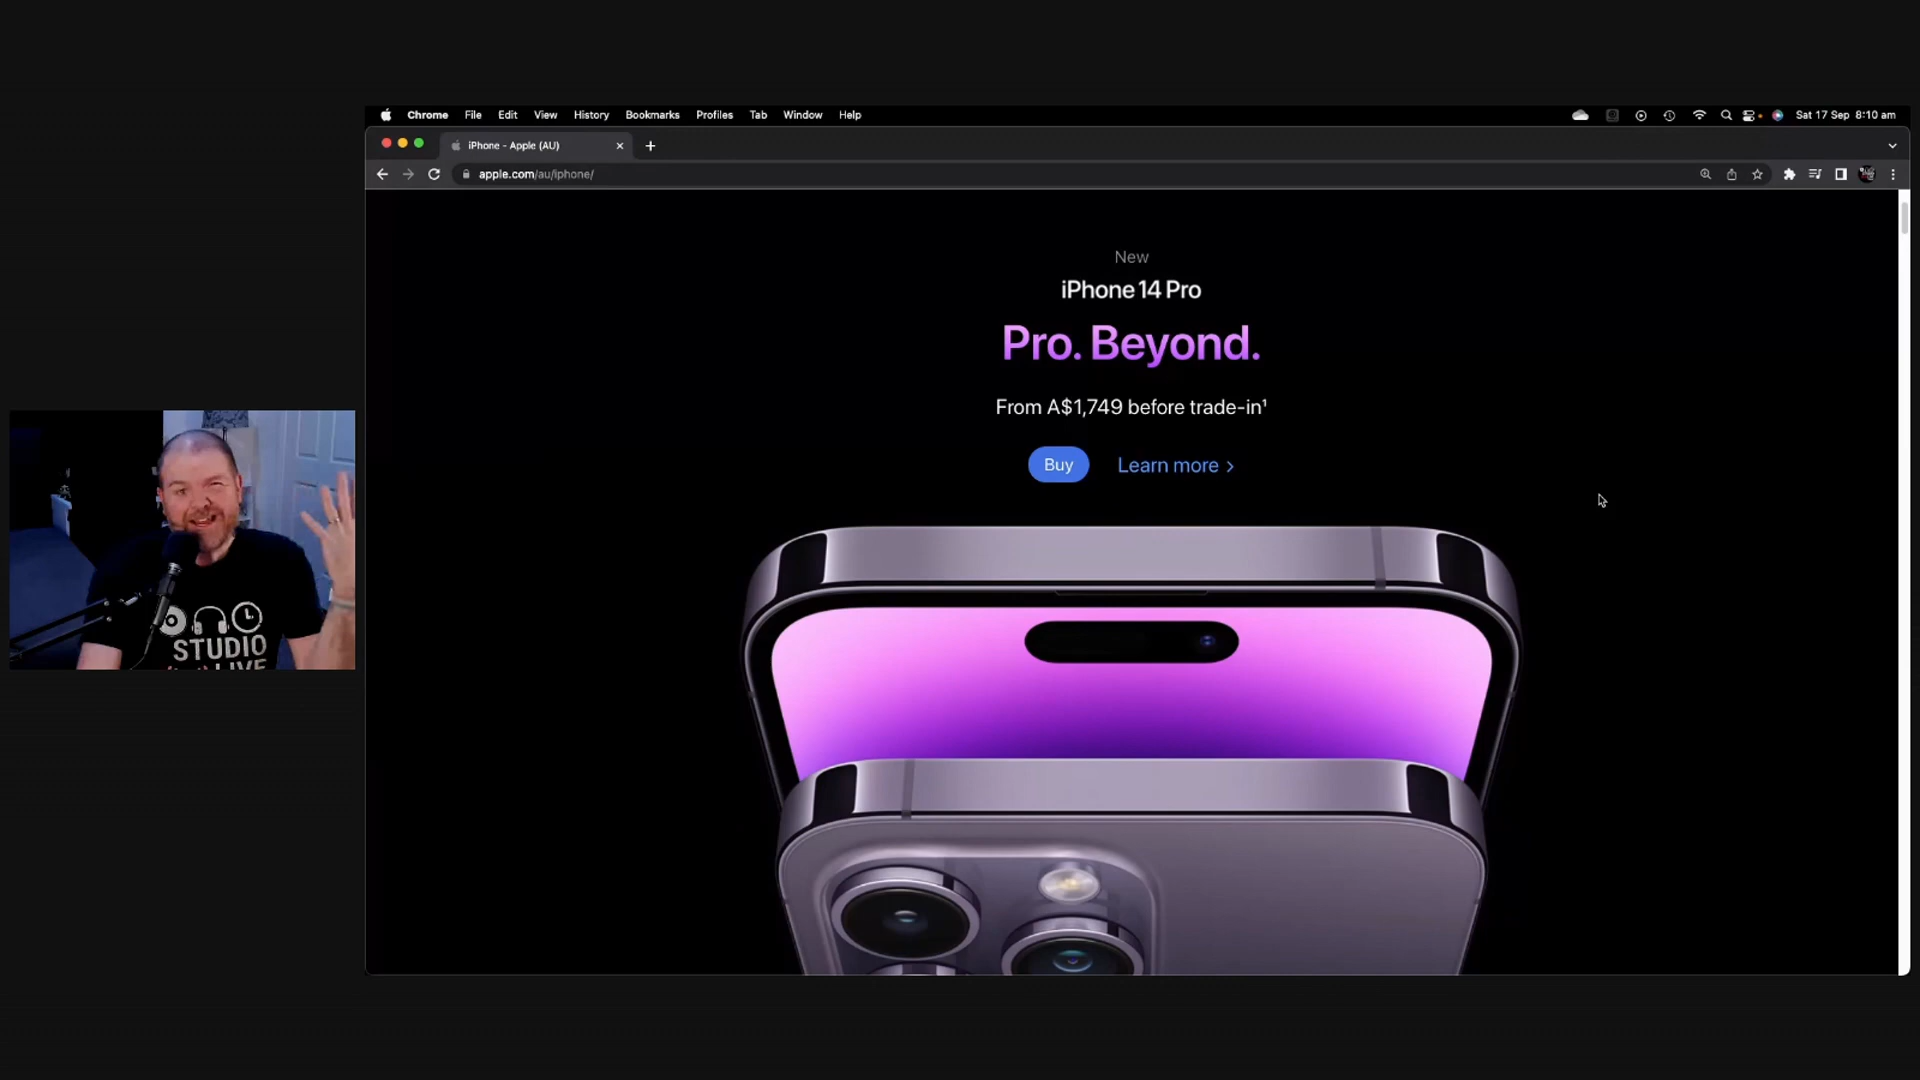 Chrome File Edit View History Bookmarks Profiles Tab Window Help
Sat 17 Sep 8:10 am
iPhone - Apple (AU)
apple.com/au/iphone/
New
iPhone 14 Pro
Pro. Beyond.
From A$1,749 before trade-in¹
Buy
Learn more >
STUDIO
LIVE